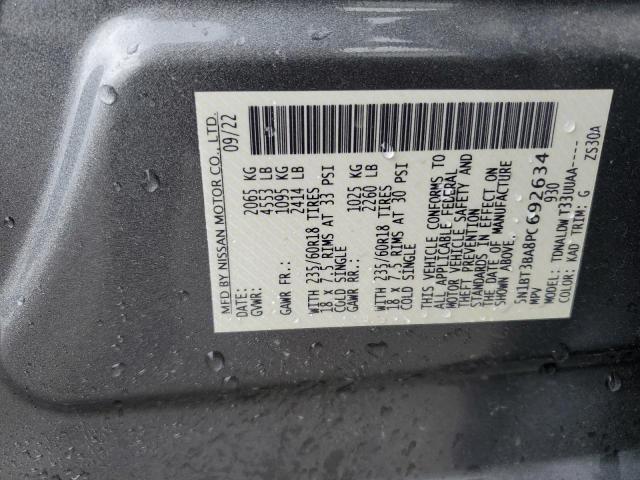 MFD BY NISSAN MOTOR CO., LTD.
DATE: 09/22
GVWR: 2065 KG
4553 LB
GAWR FR.: 1095 KG
2414 LB
WITH 235/60R18 TIRES
18 x 7.5 RIMS AT 33 PSI
COLD SINGLE
GAWR RR.: 1025 KG
2260 LB
WITH 235/60R18 TIRES
18 x 7.5 RIMS AT 30 PSI
COLD SINGLE
THIS VEHICLE CONFORMS TO
ALL APPLICABLE FEDERAL
MOTOR VEHICLE SAFETY AND
THEFT PREVENTION
STANDARDS IN EFFECT ON
THE DATE OF MANUFACTURE
SHOWN ABOVE.
5N1BT3BA8PC692634
MPV 930
MODEL: TDNALDWT33UUAA-----
COLOR: KAD TRIM: G ZS30A